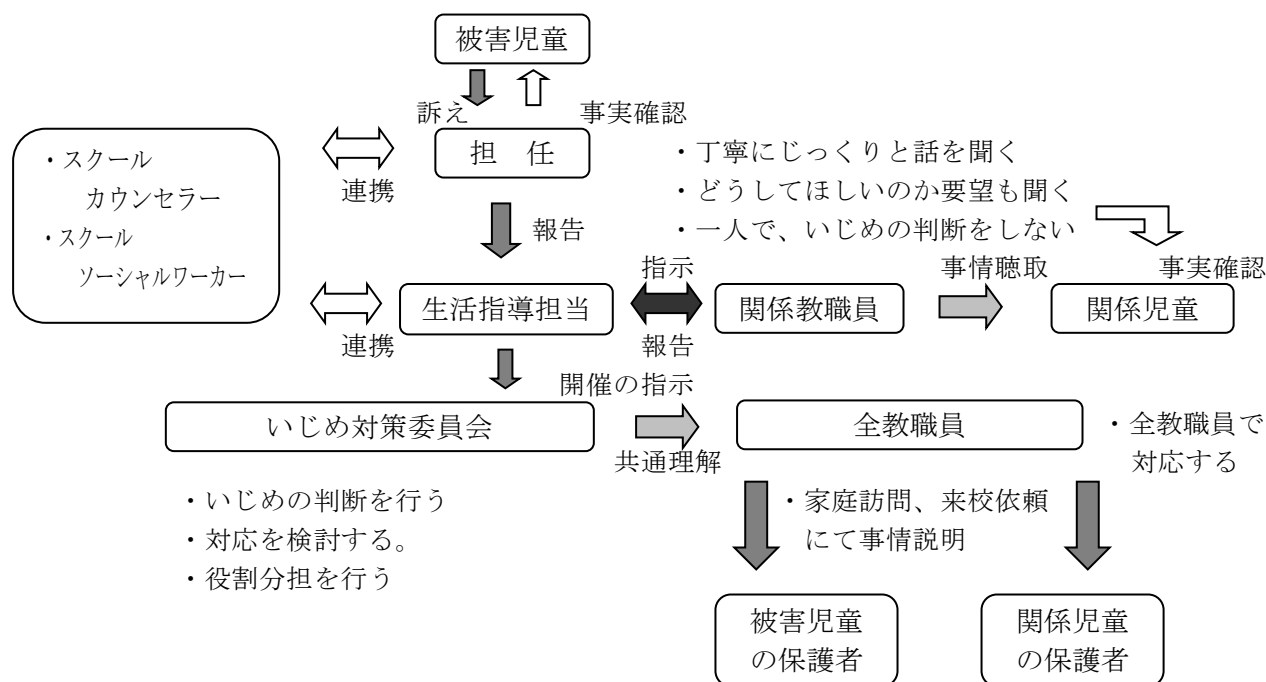 被害児童
訴え
事実確認
・スクール
カウンセラー
・スクール
ソーシャルワーカー
連携
担　任
・丁寧にじっくりと話を聞く
・どうしてほしいのか要望も聞く
・一人で、いじめの判断をしない
報告
指示
事情聴取
事実確認
連携
生活指導担当
報告
関係教職員
関係児童
開催の指示
いじめ対策委員会
共通理解
全教職員
・全教職員で
対応する
・いじめの判断を行う
・対応を検討する。
・役割分担を行う
・家庭訪問、来校依頼
にて事情説明
被害児童
の保護者
関係児童
の保護者